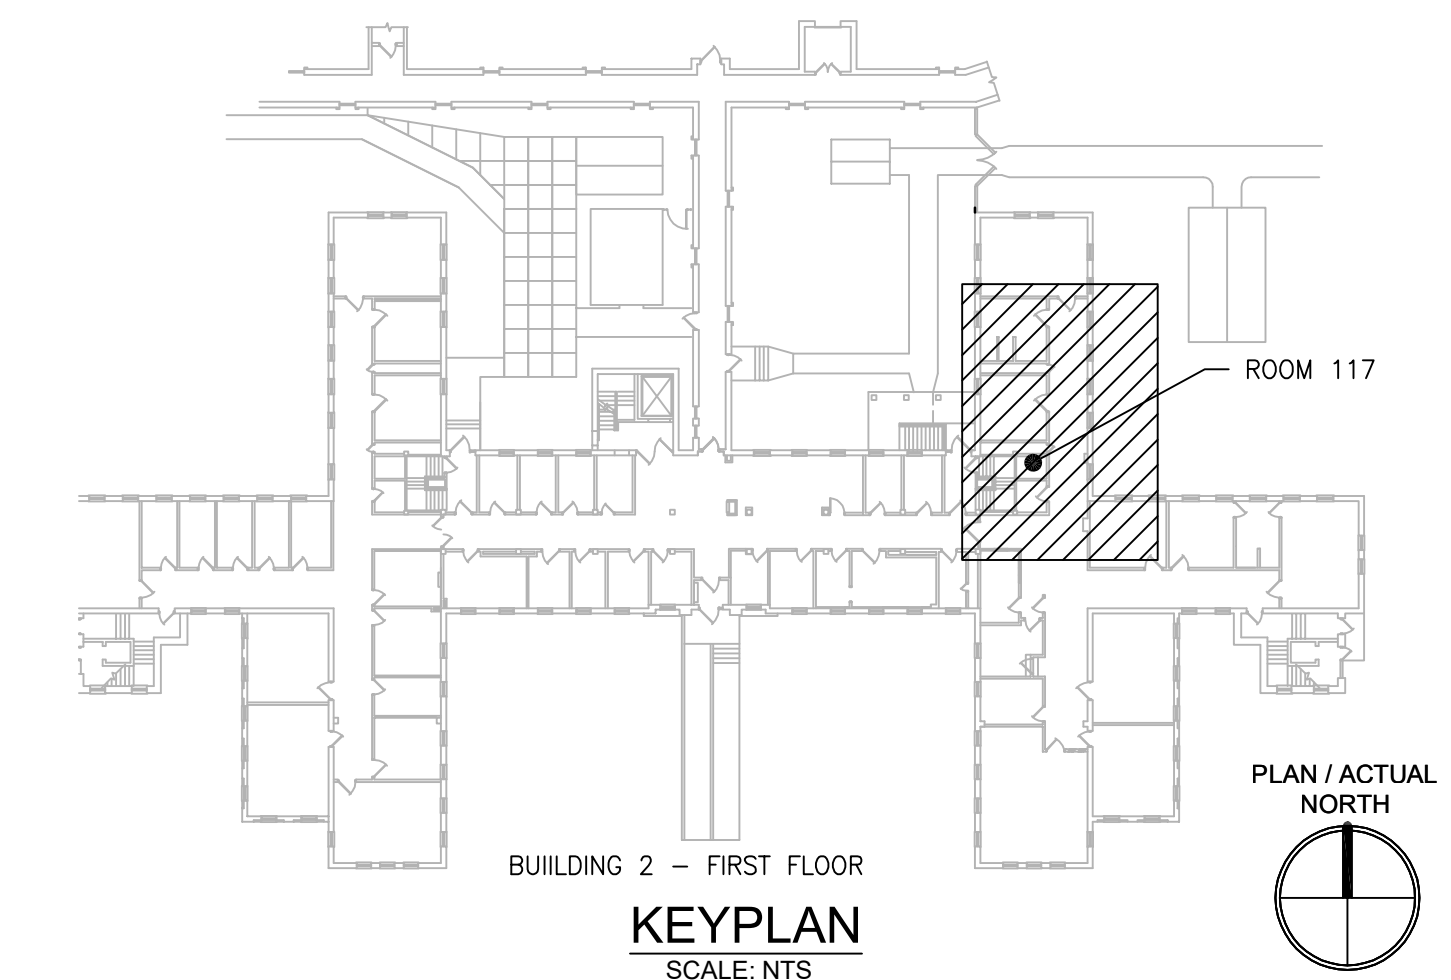 ROOM 117
PLAN / ACTUAL
NORTH
BUIILDING 2 – FIRST FLOOR
KEYPLAN
SCALE: NTS